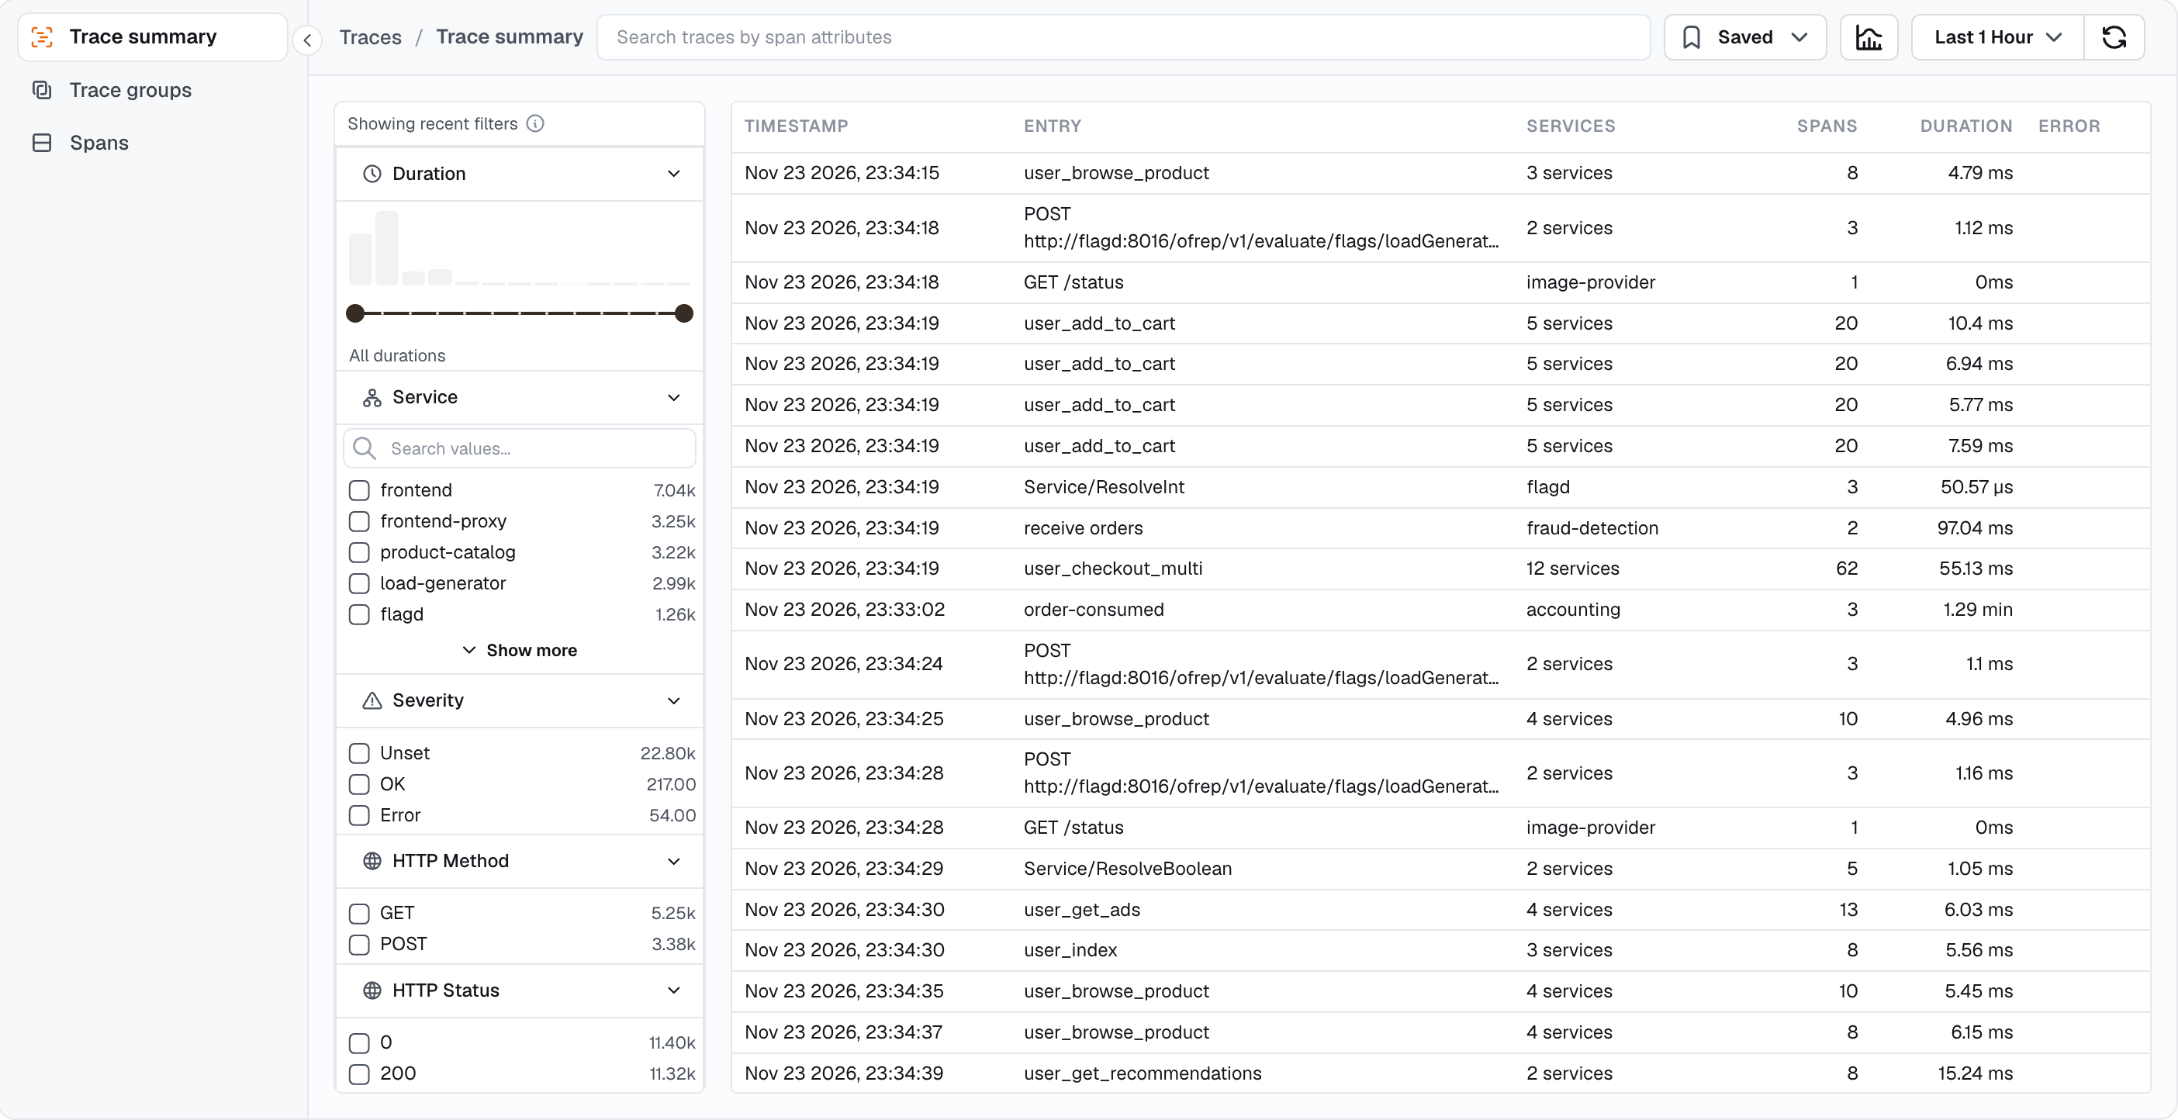 Trace summary
Trace groups
Spans
Traces / Trace summary
Search traces by span attributes
Saved
Last 1 Hour
Showing recent filters
Duration
All durations
Service
Search values...
frontend 7.04k
frontend-proxy 3.25k
product-catalog 3.22k
load-generator 2.99k
flagd 1.26k
Show more
Severity
Unset 22.80k
OK 217.00
Error 54.00
HTTP Method
GET 5.25k
POST 3.38k
HTTP Status
0 11.40k
200 11.32k
TIMESTAMP ENTRY SERVICES SPANS DURATION ERROR
Nov 23 2026, 23:34:15 user_browse_product 3 services 8 4.79 ms
POST
Nov 23 2026, 23:34:18 http://flagd:8016/ofrep/v1/evaluate/flags/loadGenerat... 2 services 3 1.12 ms
Nov 23 2026, 23:34:18 GET /status image-provider 1 0ms
Nov 23 2026, 23:34:19 user_add_to_cart 5 services 20 10.4 ms
Nov 23 2026, 23:34:19 user_add_to_cart 5 services 20 6.94 ms
Nov 23 2026, 23:34:19 user_add_to_cart 5 services 20 5.77 ms
Nov 23 2026, 23:34:19 user_add_to_cart 5 services 20 7.59 ms
Nov 23 2026, 23:34:19 Service/ResolveInt flagd 3 50.57 µs
Nov 23 2026, 23:34:19 receive orders fraud-detection 2 97.04 ms
Nov 23 2026, 23:34:19 user_checkout_multi 12 services 62 55.13 ms
Nov 23 2026, 23:33:02 order-consumed accounting 3 1.29 min
POST
Nov 23 2026, 23:34:24 http://flagd:8016/ofrep/v1/evaluate/flags/loadGenerat... 2 services 3 1.1 ms
Nov 23 2026, 23:34:25 user_browse_product 4 services 10 4.96 ms
POST
Nov 23 2026, 23:34:28 http://flagd:8016/ofrep/v1/evaluate/flags/loadGenerat... 2 services 3 1.16 ms
Nov 23 2026, 23:34:28 GET /status image-provider 1 0ms
Nov 23 2026, 23:34:29 Service/ResolveBoolean 2 services 5 1.05 ms
Nov 23 2026, 23:34:30 user_get_ads 4 services 13 6.03 ms
Nov 23 2026, 23:34:30 user_index 3 services 8 5.56 ms
Nov 23 2026, 23:34:35 user_browse_product 4 services 10 5.45 ms
Nov 23 2026, 23:34:37 user_browse_product 4 services 8 6.15 ms
Nov 23 2026, 23:34:39 user_get_recommendations 2 services 8 15.24 ms